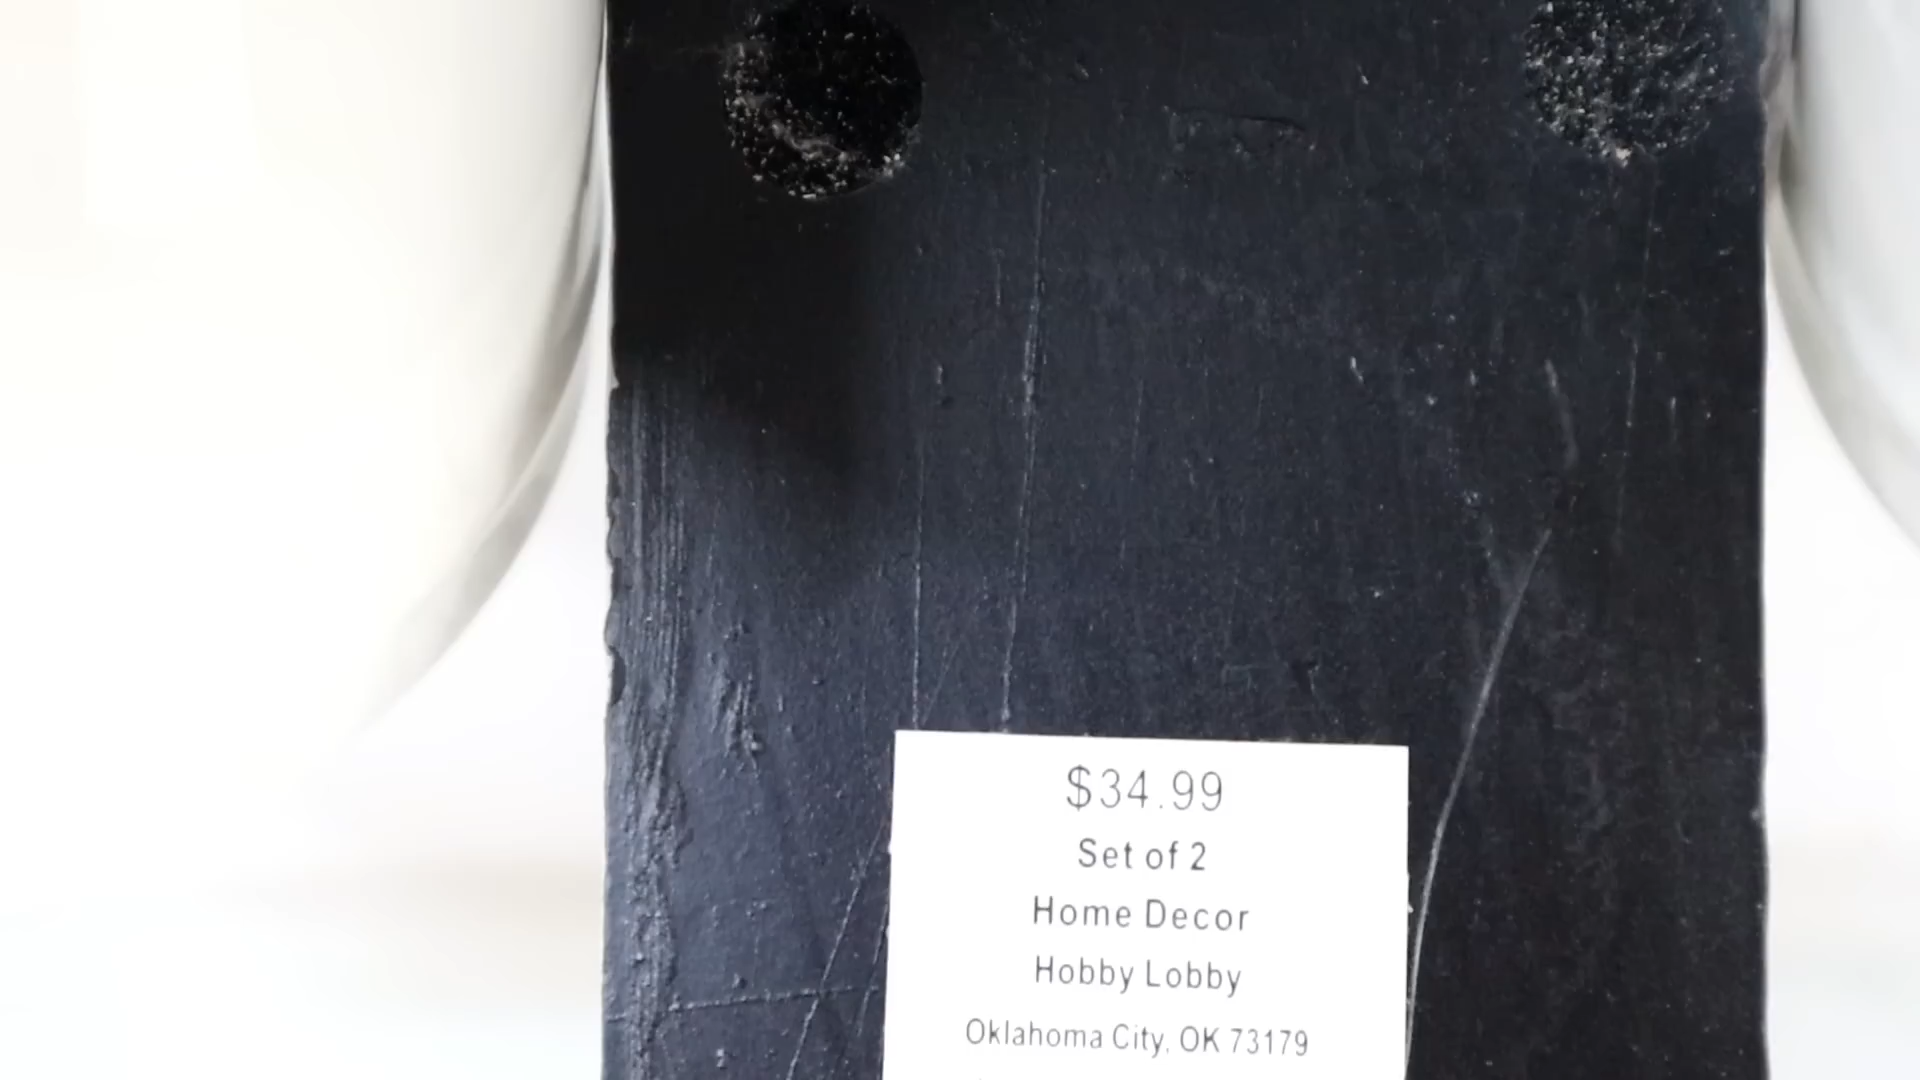 $34.99
Set of 2
Home Decor
Hobby Lobby
Oklahoma City, OK 73179